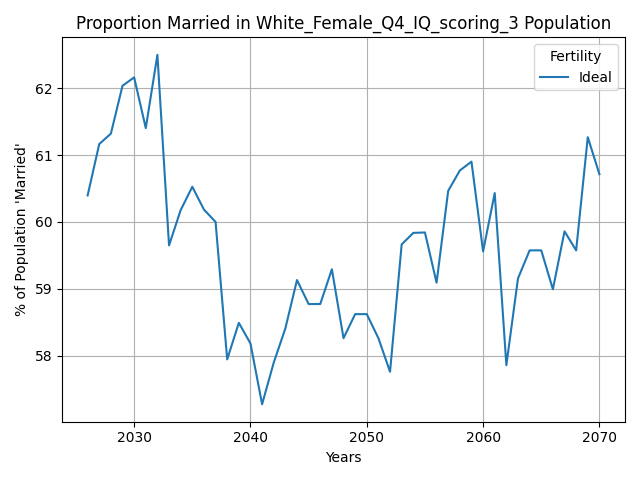 Proportion Married in White_Female_Q4_IQ_scoring_3 Population
Fertility
Ideal
% of Population 'Married'
62
61
60
59
58
2030
2040
2050
2060
2070
Years